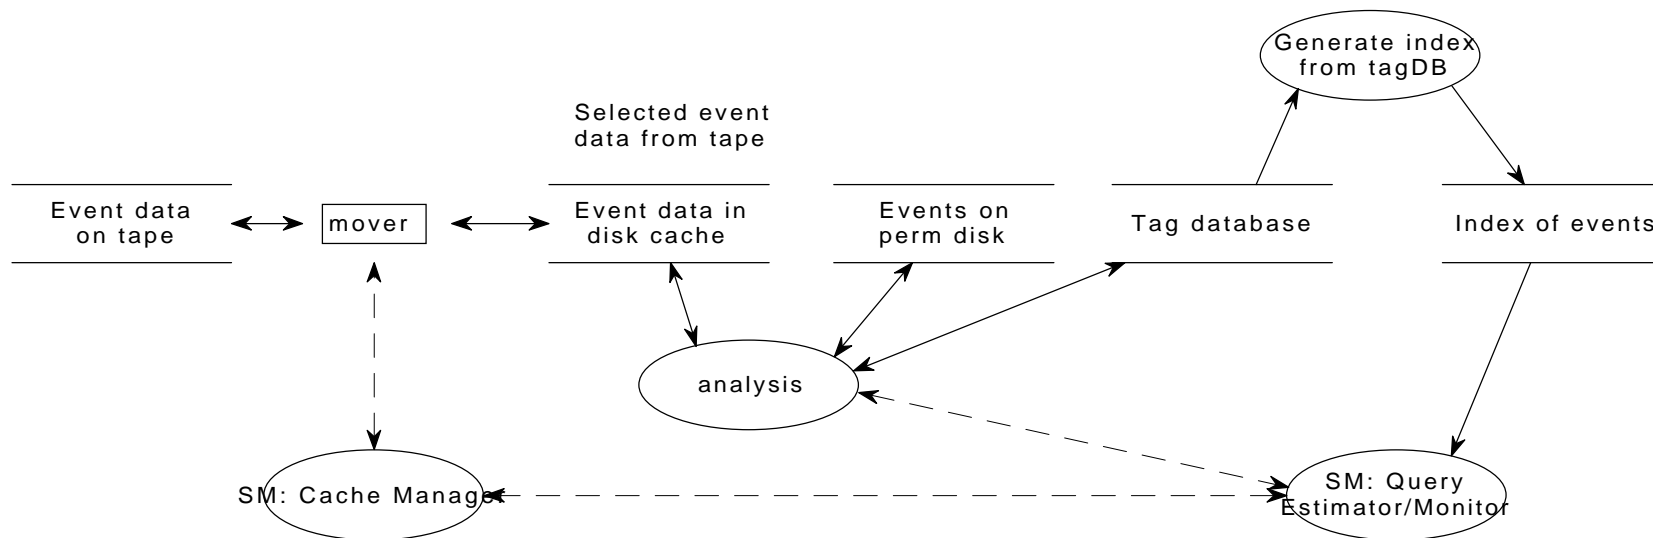 Generate index
from tagDB
Selected event
data from tape
Event data
on tape
mover
Event data in
disk cache
Events on
perm disk
Tag database
Index of events
analysis
SM: Cache Manager
SM: Query
Estimator/Monitor